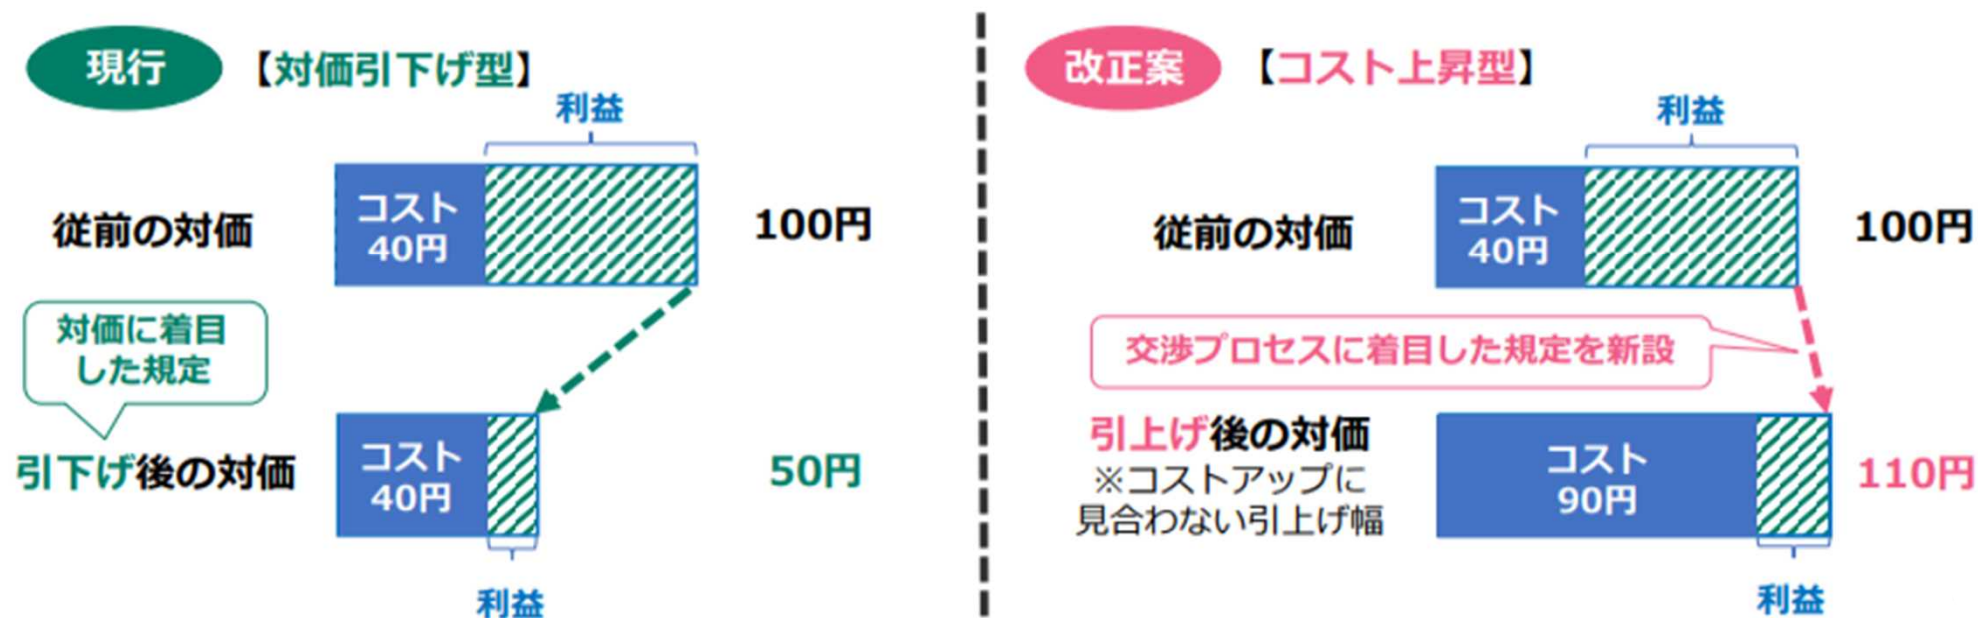 現行
【対価引下げ型】
利益
従前の対価
コスト
40円
100円
対価に着目
した規定
引下げ後の対価
コスト
40円
50円
利益
改正案
【コスト上昇型】
利益
従前の対価
コスト
40円
100円
交渉プロセスに着目した規定を新設
引上げ後の対価
※コストアップに
見合わない引上げ幅
コスト
90円
110円
利益